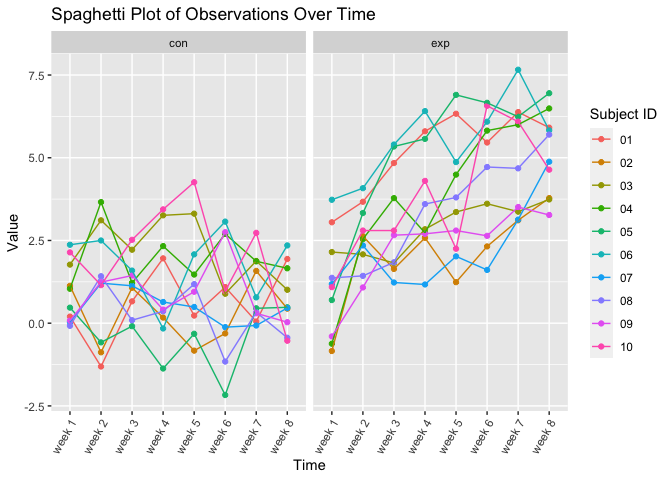 Spaghetti Plot of Observations Over Time
con
exp
Value
7.5
5.0
2.5
0.0
-2.5
week 1
week 2
week 3
week 4
week 5
week 6
week 7
week 8
week 1
week 2
week 3
week 4
week 5
week 6
week 7
week 8
Time
Subject ID
01
02
03
04
05
06
07
08
09
10